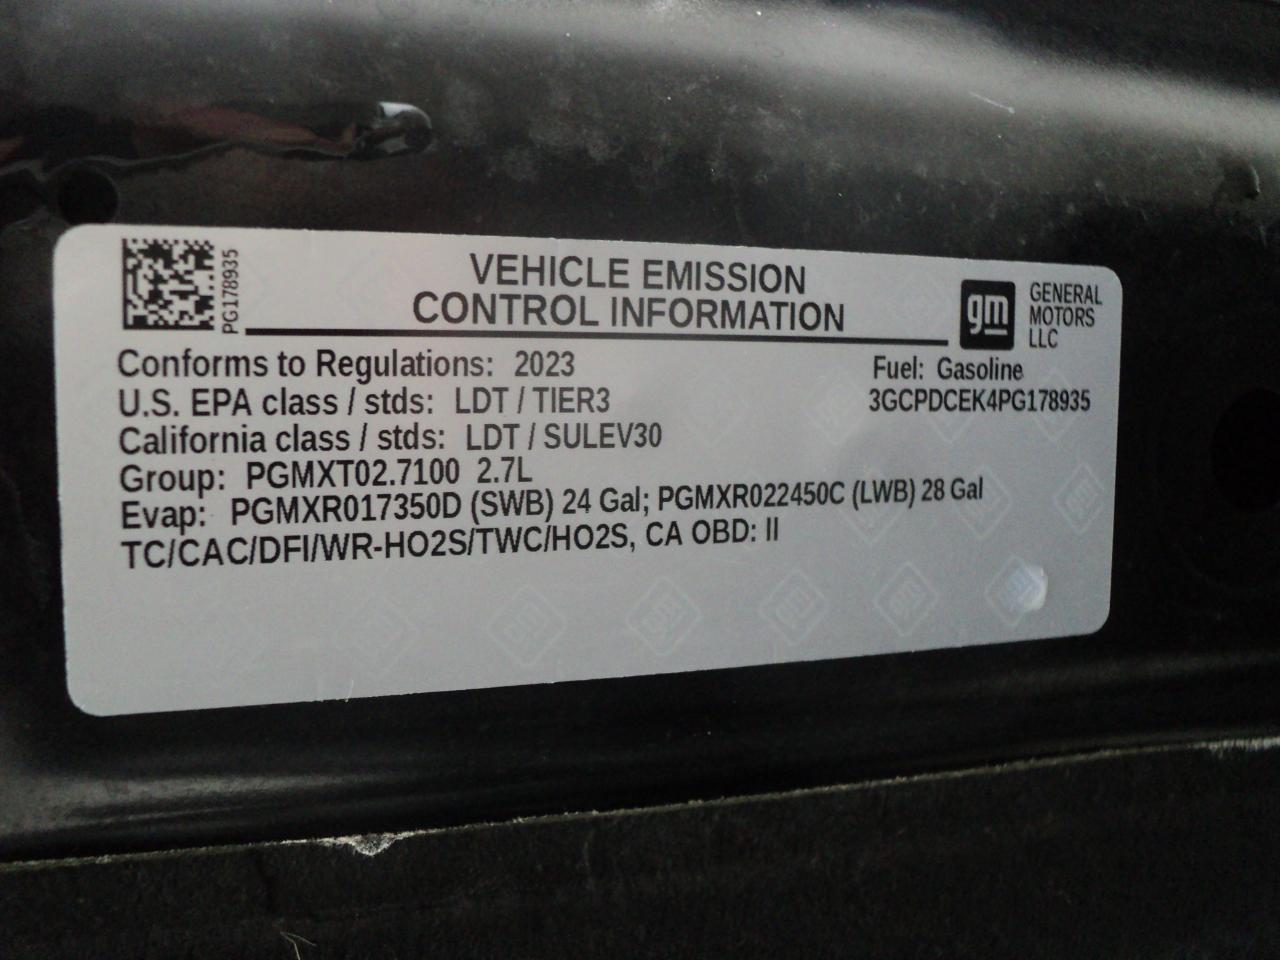 PG178935
VEHICLE EMISSION
CONTROL INFORMATION
gm
GENERAL
MOTORS
LLC
Conforms to Regulations: 2023
Fuel: Gasoline
U.S. EPA class / stds: LDT / TIER3
3GCPDCEK4PG178935
California class / stds: LDT / SULEV30
Group: PGMXT02.7100 2.7L
Evap: PGMXR017350D (SWB) 24 Gal; PGMXR022450C (LWB) 28 Gal
TC/CAC/DFI/WR-HO2S/TWC/HO2S, CA OBD: II